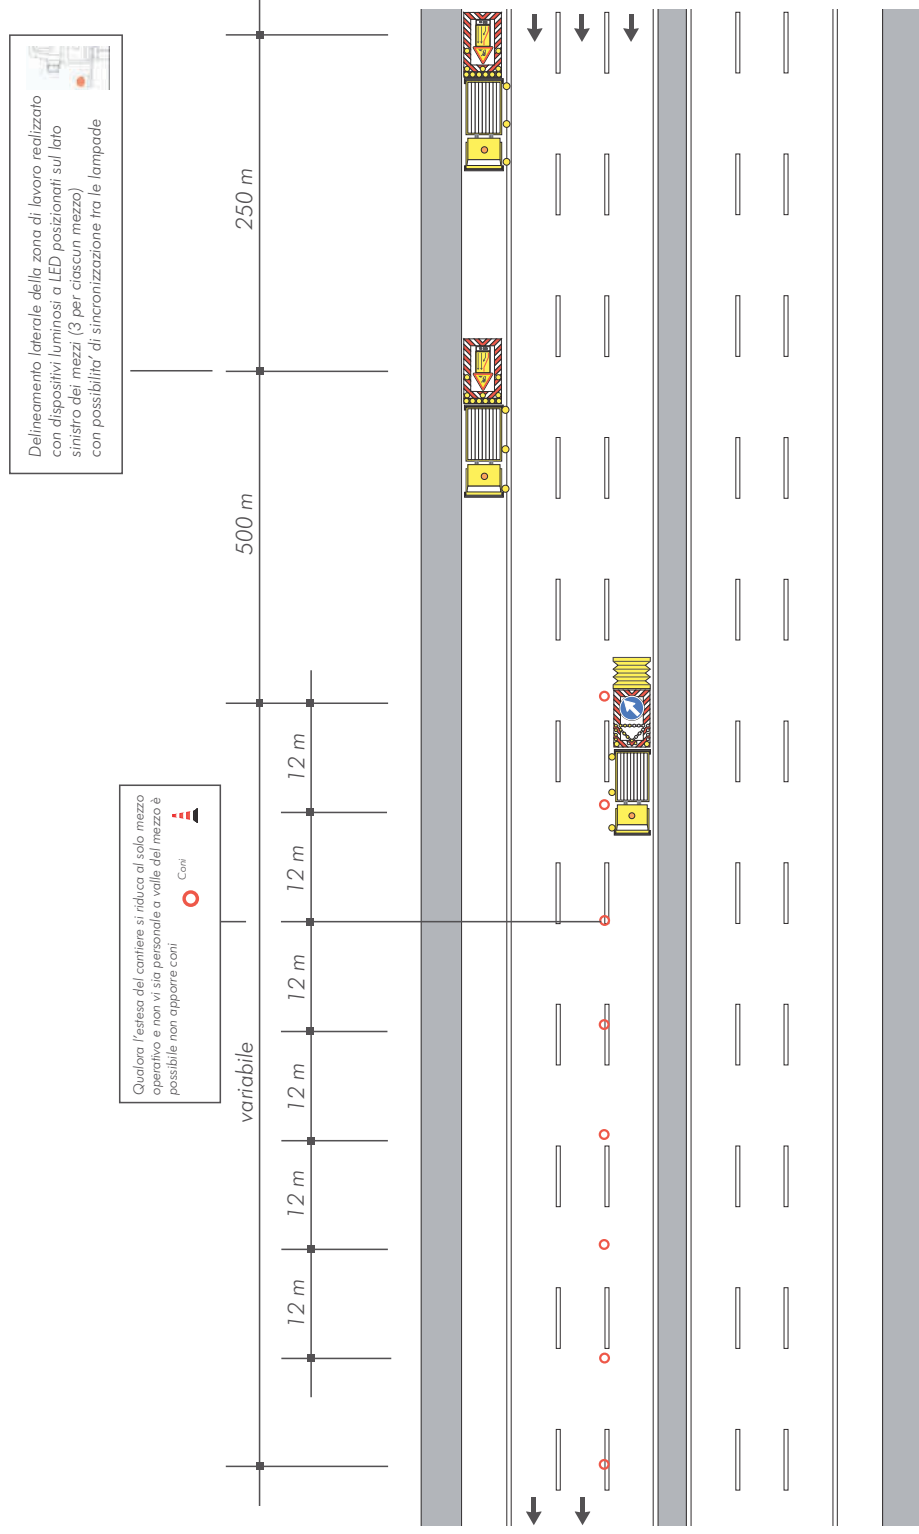 Delineamento laterale della zona di lavoro realizzato
con dispositivi luminosi a LED posizionati sul lato
sinistro dei mezzi (3 per ciascun mezzo)
con possibilita' di sincronizzazione tra le lampade
250 m
500 m
variabile
12 m
12 m
12 m
12 m
12 m
12 m
Qualora l'estesa del cantiere si riduca al solo mezzo
operativo e non vi sia personale a valle del mezzo è
possibile non apporre coni
Coni